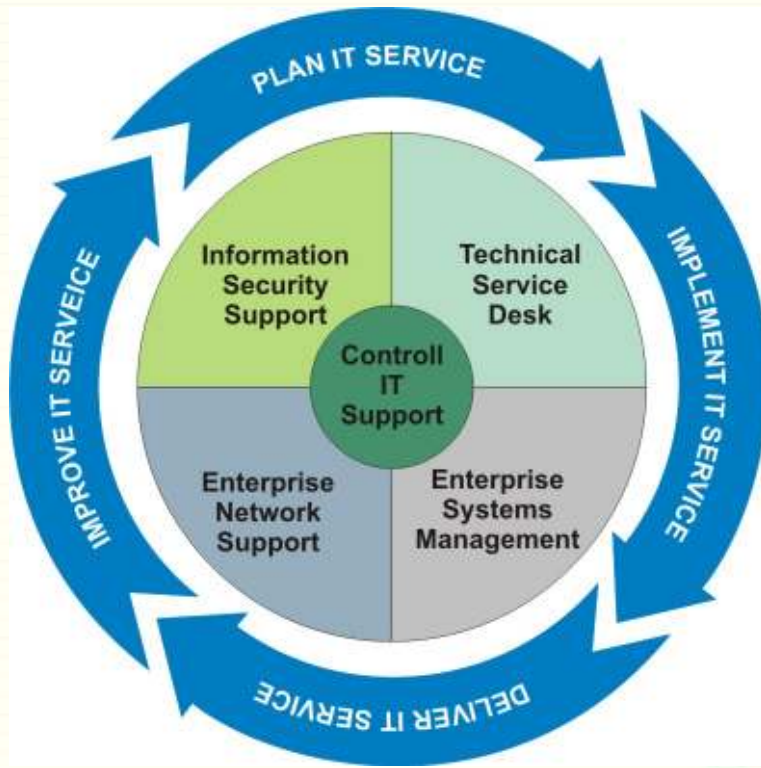 PLAN IT SERVICE
IMPLEMENT IT SERVICE
DELIVER IT SERVICE
IMPROVE IT SERVEICE
Information
Security
Support
Technical
Service
Desk
Controll
IT
Support
Enterprise
Network
Support
Enterprise
Systems
Management